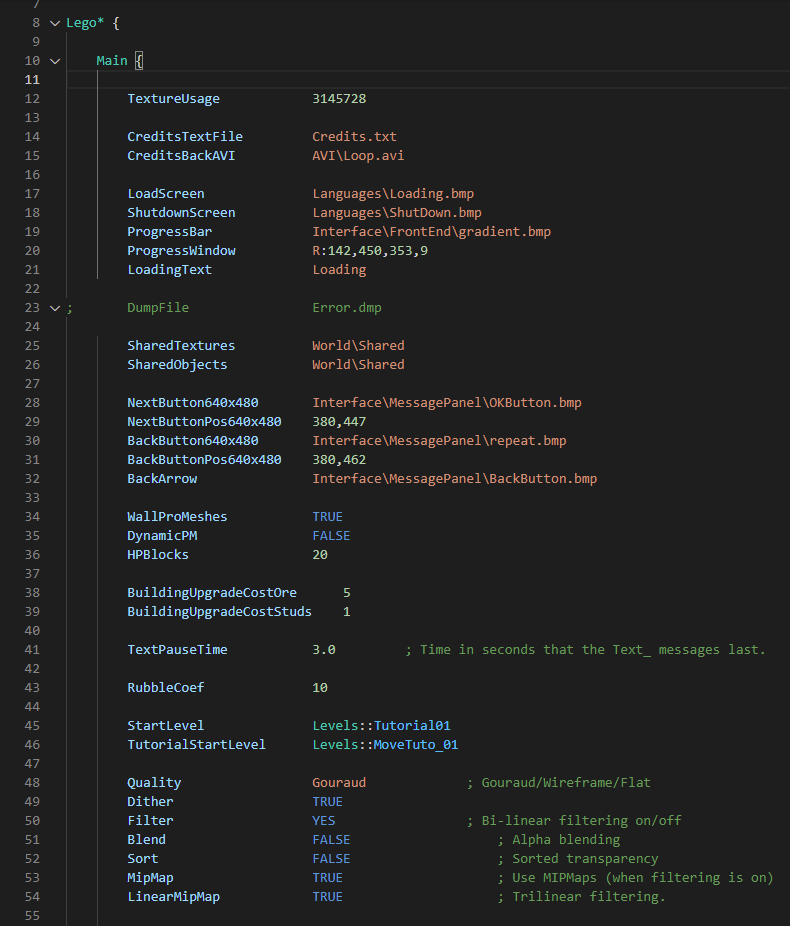 7
8 Lego* {
9
10 Main {
11
12 TextureUsage 3145728
13
14 CreditsTextFile Credits.txt
15 CreditsBackAVI AVI\Loop.avi
16
17 LoadScreen Languages\Loading.bmp
18 ShutdownScreen Languages\ShutDown.bmp
19 ProgressBar Interface\FrontEnd\gradient.bmp
20 ProgressWindow R:142,450,353,9
21 LoadingText Loading
22
23 ; DumpFile Error.dmp
24
25 SharedTextures World\Shared
26 SharedObjects World\Shared
27
28 NextButton640x480 Interface\MessagePanel\OKButton.bmp
29 NextButtonPos640x480 380,447
30 BackButton640x480 Interface\MessagePanel\repeat.bmp
31 BackButtonPos640x480 380,462
32 BackArrow Interface\MessagePanel\BackButton.bmp
33
34 WallProMeshes TRUE
35 DynamicPM FALSE
36 HPBlocks 20
37
38 BuildingUpgradeCostOre 5
39 BuildingUpgradeCostStuds 1
40
41 TextPauseTime 3.0 ; Time in seconds that the Text_ messages last.
42
43 RubbleCoef 10
44
45 StartLevel Levels::Tutorial01
46 TutorialStartLevel Levels::MoveTuto_01
47
48 Quality Gouraud ; Gouraud/Wireframe/Flat
49 Dither TRUE
50 Filter YES ; Bi-linear filtering on/off
51 Blend FALSE ; Alpha blending
52 Sort FALSE ; Sorted transparency
53 MipMap TRUE ; Use MIPMaps (when filtering is on)
54 LinearMipMap TRUE ; Trilinear filtering.
55